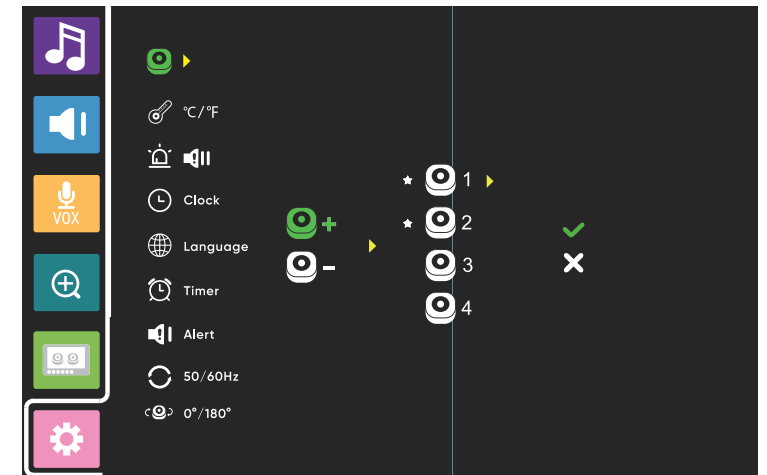 VOX
°C/°F
Clock
Language
Timer
Alert
50/60Hz
0°/180°
+
-
1
2
3
4